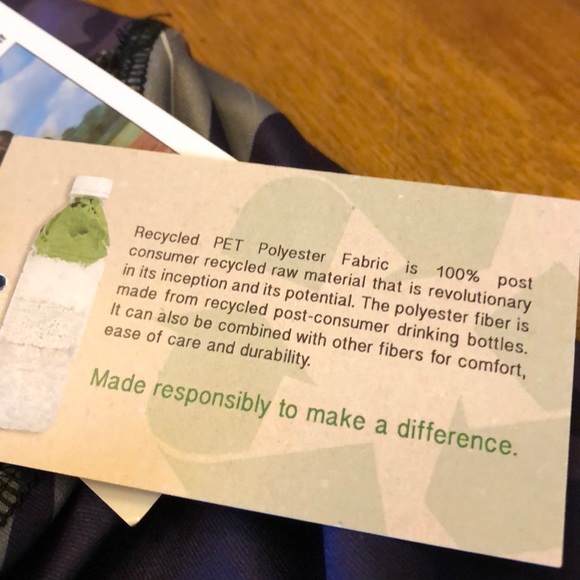 Recycled PET Polyester Fabric is 100% post
consumer recycled raw material that is revolutionary
in its inception and its potential. The polyester fiber is
made from recycled post-consumer drinking bottles.
It can also be combined with other fibers for comfort,
ease of care and durability.
Made responsibly to make a difference.